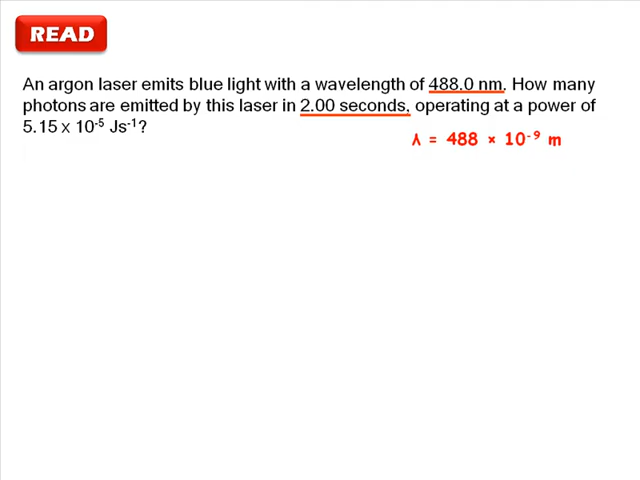 READ
An argon laser emits blue light with a wavelength of 488.0 nm. How many
photons are emitted by this laser in 2.00 seconds, operating at a power of
5.15 x 10⁻⁵ Js⁻¹?
λ = 488 × 10⁻⁹ m